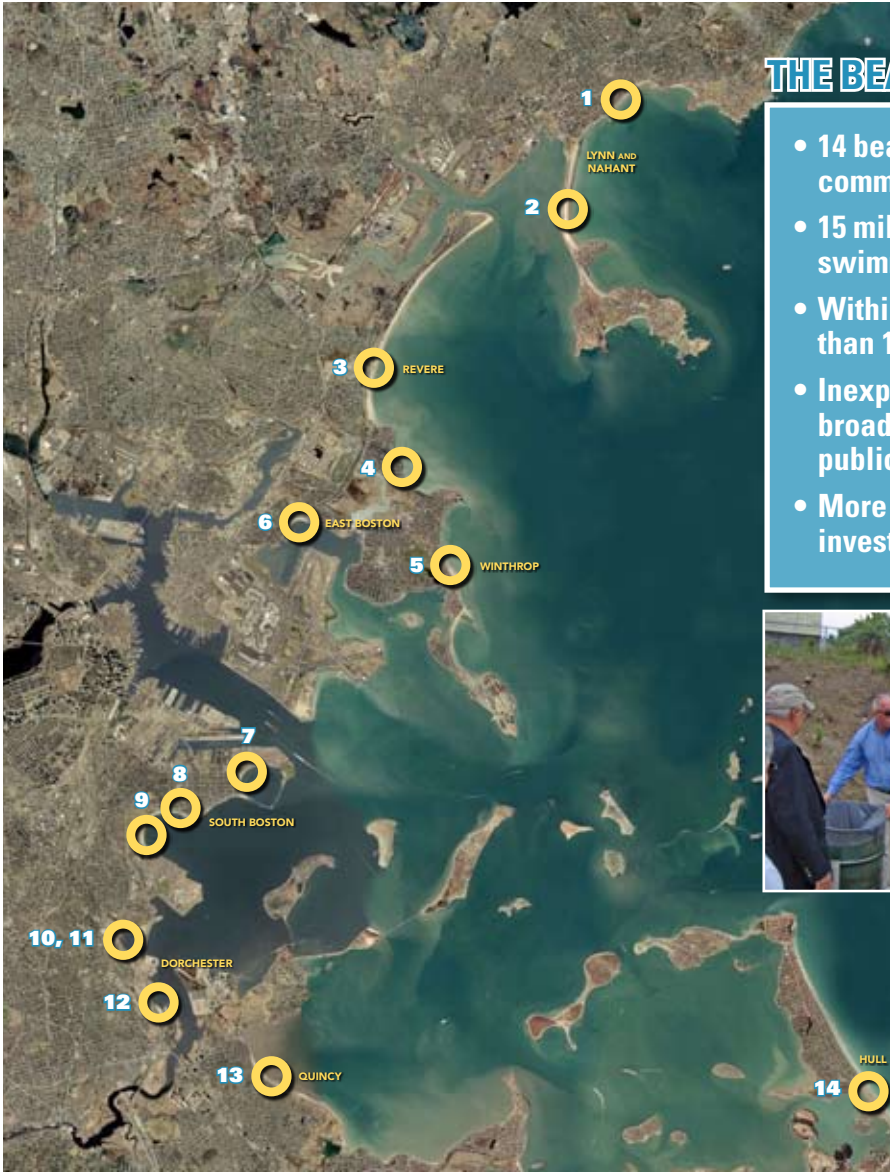 THE BEA
• 14 bea
comm
• 15 mil
swim
• Withi
than 1
• Inexp
broad
public
• More
invest
1
LYNN AND
NAHANT
2
3 REVERE
4
6 EAST BOSTON
5 WINTHROP
7
8
9
SOUTH BOSTON
10, 11
DORCHESTER
12
13 QUINCY
HULL
14